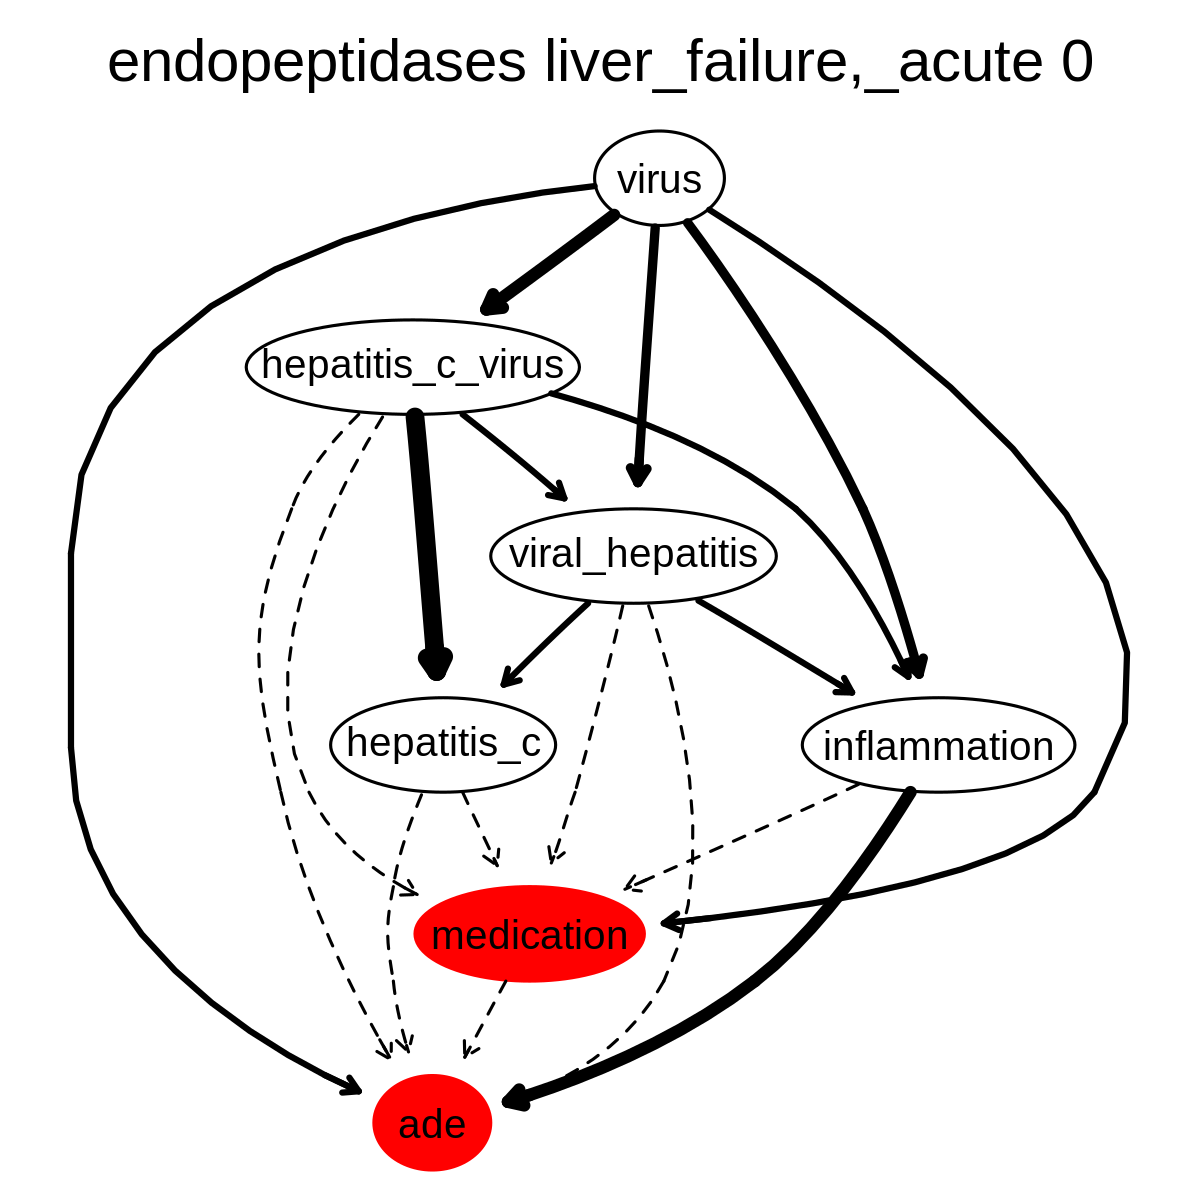 endopeptidases liver_failure,_acute 0
virus
hepatitis_c_virus
viral_hepatitis
hepatitis_c
inflammation
medication
ade